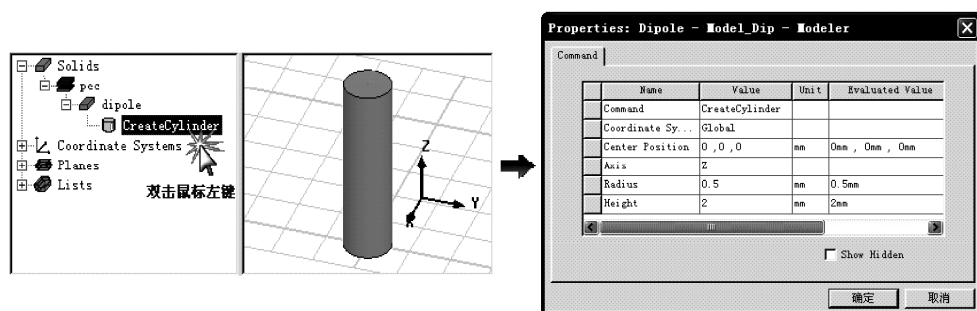 Solids
pec
dipole
CreateCylinder
Coordinate Systems
Planes
Lists
双击鼠标左键
Z
Y
X
Properties: Dipole - Model_Dip - Modeler
Command
Name Value Unit Evaluated Value
Command CreateCylinder
Coordinate Sy... Global
Center Position 0 ,0 ,0 mm 0mm , 0mm , 0mm
Axis Z
Radius 0.5 mm 0.5mm
Height 2 mm 2mm
Show Hidden
确定 取消